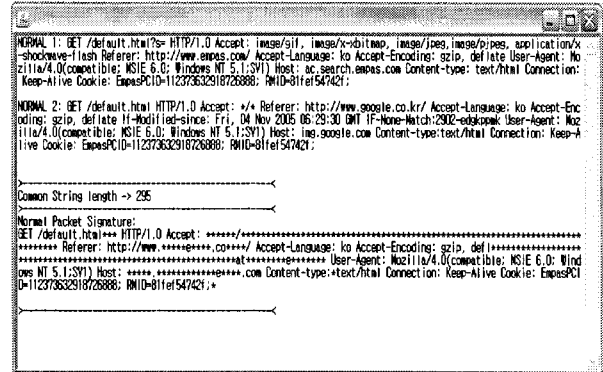 NORMAL 1: GET /default.html?s= HTTP/1.0 Accept: image/gif, image/x-xbitmap, image/jpeg,image/pjpeg, application/x
-shockwave-flash Referer: http://www.empas.com/ Accept-Language: ko Accept-Encoding: gzip, deflate User-Agent: Mo
zilla/4.0(compatible; MSIE 6.0; Windows NT 5.1;SV1) Host: ac.search.empas.com Content-type: text/html Connection:
Keep-Alive Cookie: EmpasPCID=112373632918726888; RMID=81fef54742f;
NORMAL 2: GET /default.html HTTP/1.0 Accept: */* Referer: http://www.google.co.kr/ Accept-Language: ko Accept-Enc
oding: gzip, deflate If-Modified-since: Fri, 04 Nov 2005 06:29:30 GMT IF-None-Match:2902-edgkppmk User-Agent: Moz
illa/4.0(compatible; MSIE 6.0; Windows NT 5.1;SV1) Host: img.google.com Content-type:text/html Connection: Keep-A
live Cookie: EmpasPCID=112373632918726888; RMID=81fef54742f;
>--------------------------------------------------<
Common String length -> 295
>--------------------------------------------------<
Normal Packet Signature:
GET /default.html*** HTTP/1.0 Accept: ******/*
******** Referer: http://www.*****e****.co****/ Accept-Language: ko Accept-Encoding: gzip, defl
at********e******* User-Agent: Mozilla/4.0(compatible; MSIE 6.0; Wind
ows NT 5.1;SV1) Host: .com Content-type:*text/html Connection: Keep-Alive Cookie: EmpasPCI
D=112373632918726888; RMID=81fef54742f;*
>--------------------------------------------------<